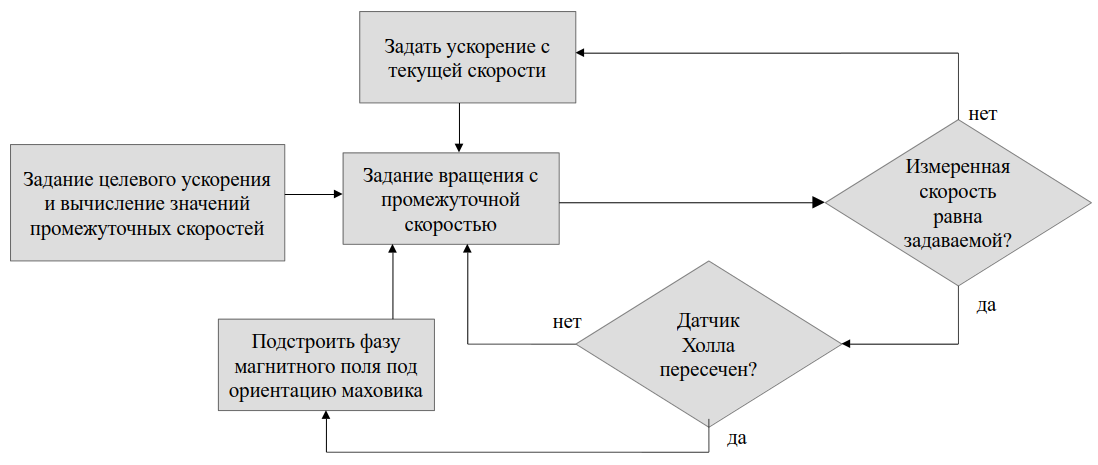 Задать ускорение с
текущей скорости
нет
Задание целевого ускорения
и вычисление значений
промежуточных скоростей
Задание вращения с
промежуточной
скоростью
Измеренная
скорость
равна
задаваемой?
да
нет
Датчик
Холла
пересечен?
Подстроить фазу
магнитного поля под
ориентацию маховика
да